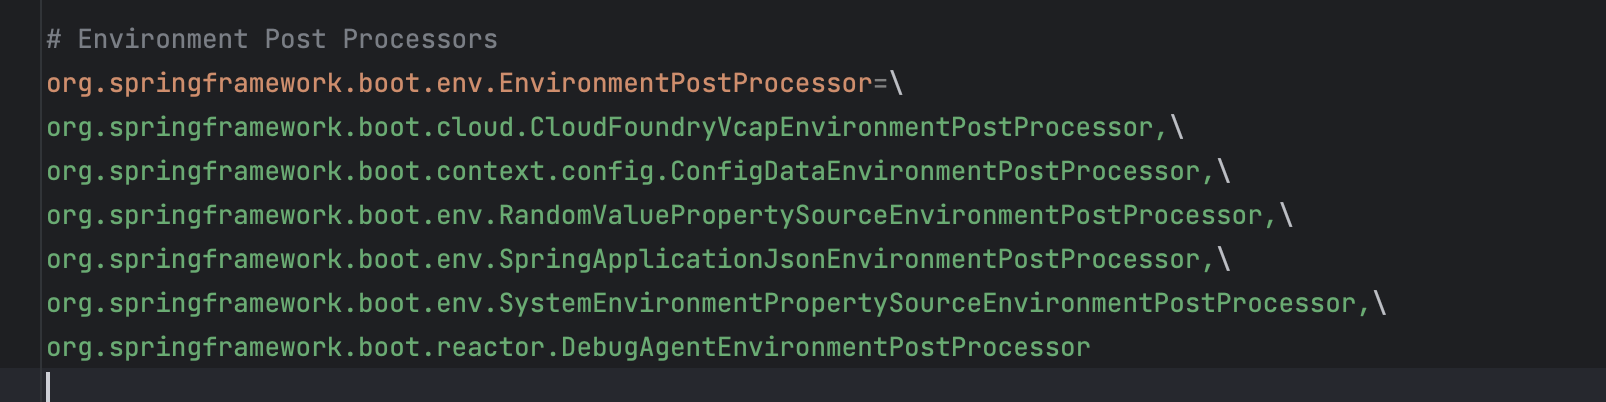 # Environment Post Processors
org.springframework.boot.env.EnvironmentPostProcessor=\
org.springframework.boot.cloud.CloudFoundryVcapEnvironmentPostProcessor,\
org.springframework.boot.context.config.ConfigDataEnvironmentPostProcessor,\
org.springframework.boot.env.RandomValuePropertySourceEnvironmentPostProcessor,\
org.springframework.boot.env.SpringApplicationJsonEnvironmentPostProcessor,\
org.springframework.boot.env.SystemEnvironmentPropertySourceEnvironmentPostProcessor,\
org.springframework.boot.reactor.DebugAgentEnvironmentPostProcessor